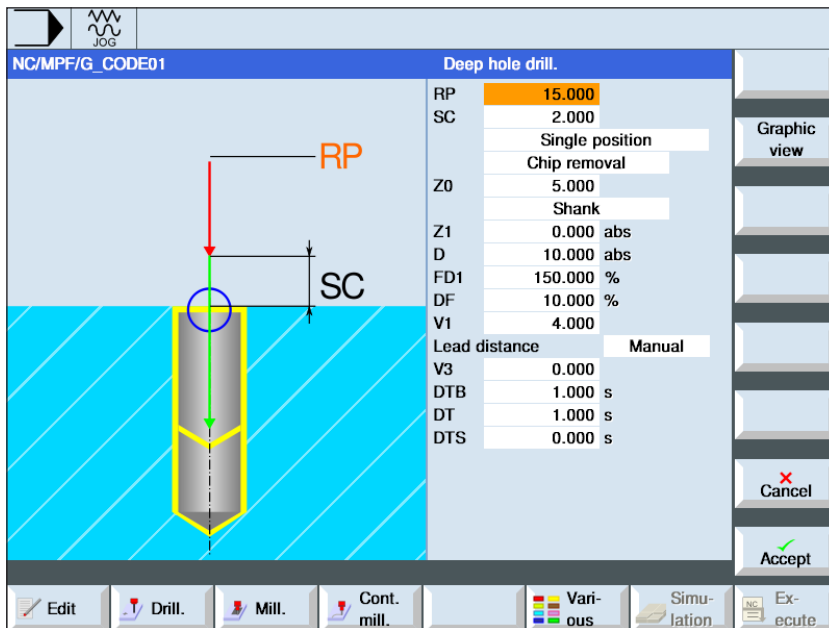 JOG
NC/MPF/G_CODE01
Deep hole drill.
RP
SC
RP 15.000
SC 2.000
Single position
Chip removal
Z0 5.000
Shank
Z1 0.000 abs
D 10.000 abs
FD1 150.000 %
DF 10.000 %
V1 4.000
Lead distance Manual
V3 0.000
DTB 1.000 s
DT 1.000 s
DTS 0.000 s
Graphic
view
Cancel
Accept
Edit
Drill.
Mill.
Cont.
mill.
Vari-
ous
Simu-
lation
NC
Ex-
ecute